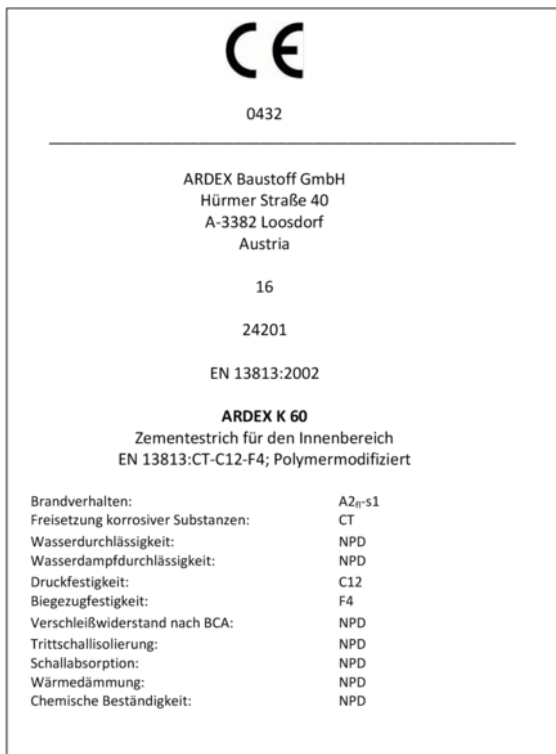 CE
0432
ARDEX Baustoff GmbH
Hürmer Straße 40
A-3382 Loosdorf
Austria
16
24201
EN 13813:2002
ARDEX K 60
Zementestrich für den Innenbereich
EN 13813:CT-C12-F4; Polymermodifiziert
Brandverhalten: A2fl-s1
Freisetzung korrosiver Substanzen: CT
Wasserdurchlässigkeit: NPD
Wasserdampfdurchlässigkeit: NPD
Druckfestigkeit: C12
Biegezugfestigkeit: F4
Verschleißwiderstand nach BCA: NPD
Trittschallisolierung: NPD
Schallabsorption: NPD
Wärmedämmung: NPD
Chemische Beständigkeit: NPD